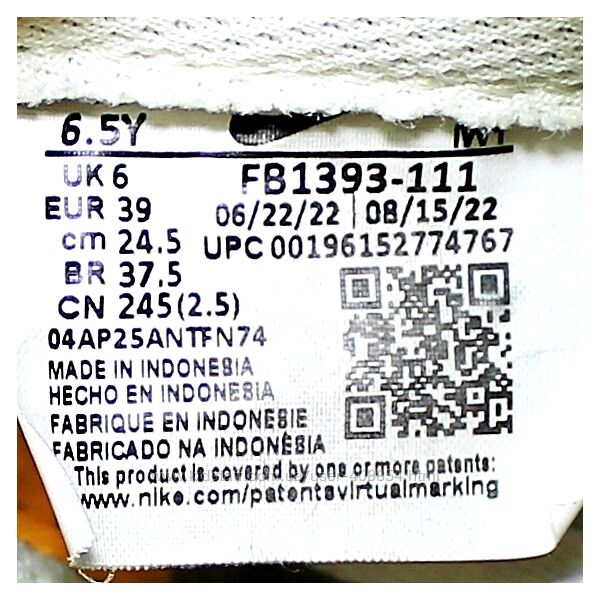 6.5Y
UK 6
EUR 39
cm 24.5
BR 37.5
CN 245(2.5)
FB1393-111
06/22/22 | 08/15/22
UPC 00196152774767
04AP25ANTFN74
MADE IN INDONESIA
HECHO EN INDONESIA
FABRIQUE EN INDONESIE
FABRICADO NA INDONÉSIA
This product is covered by one or more patents:
www.nike.com/patentsvirtualmarking